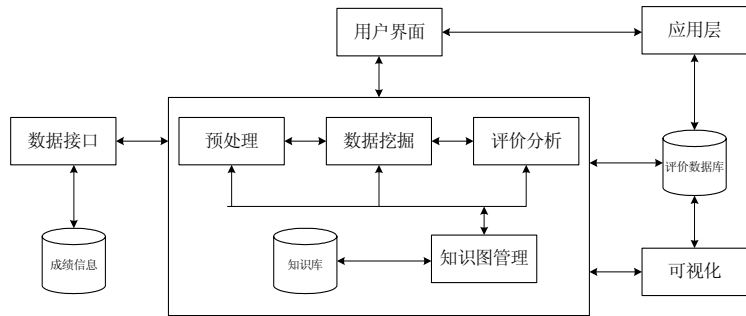 用户界面
应用层
数据接口
预处理
数据挖掘
评价分析
评价数据库
成绩信息
知识库
知识图管理
可视化